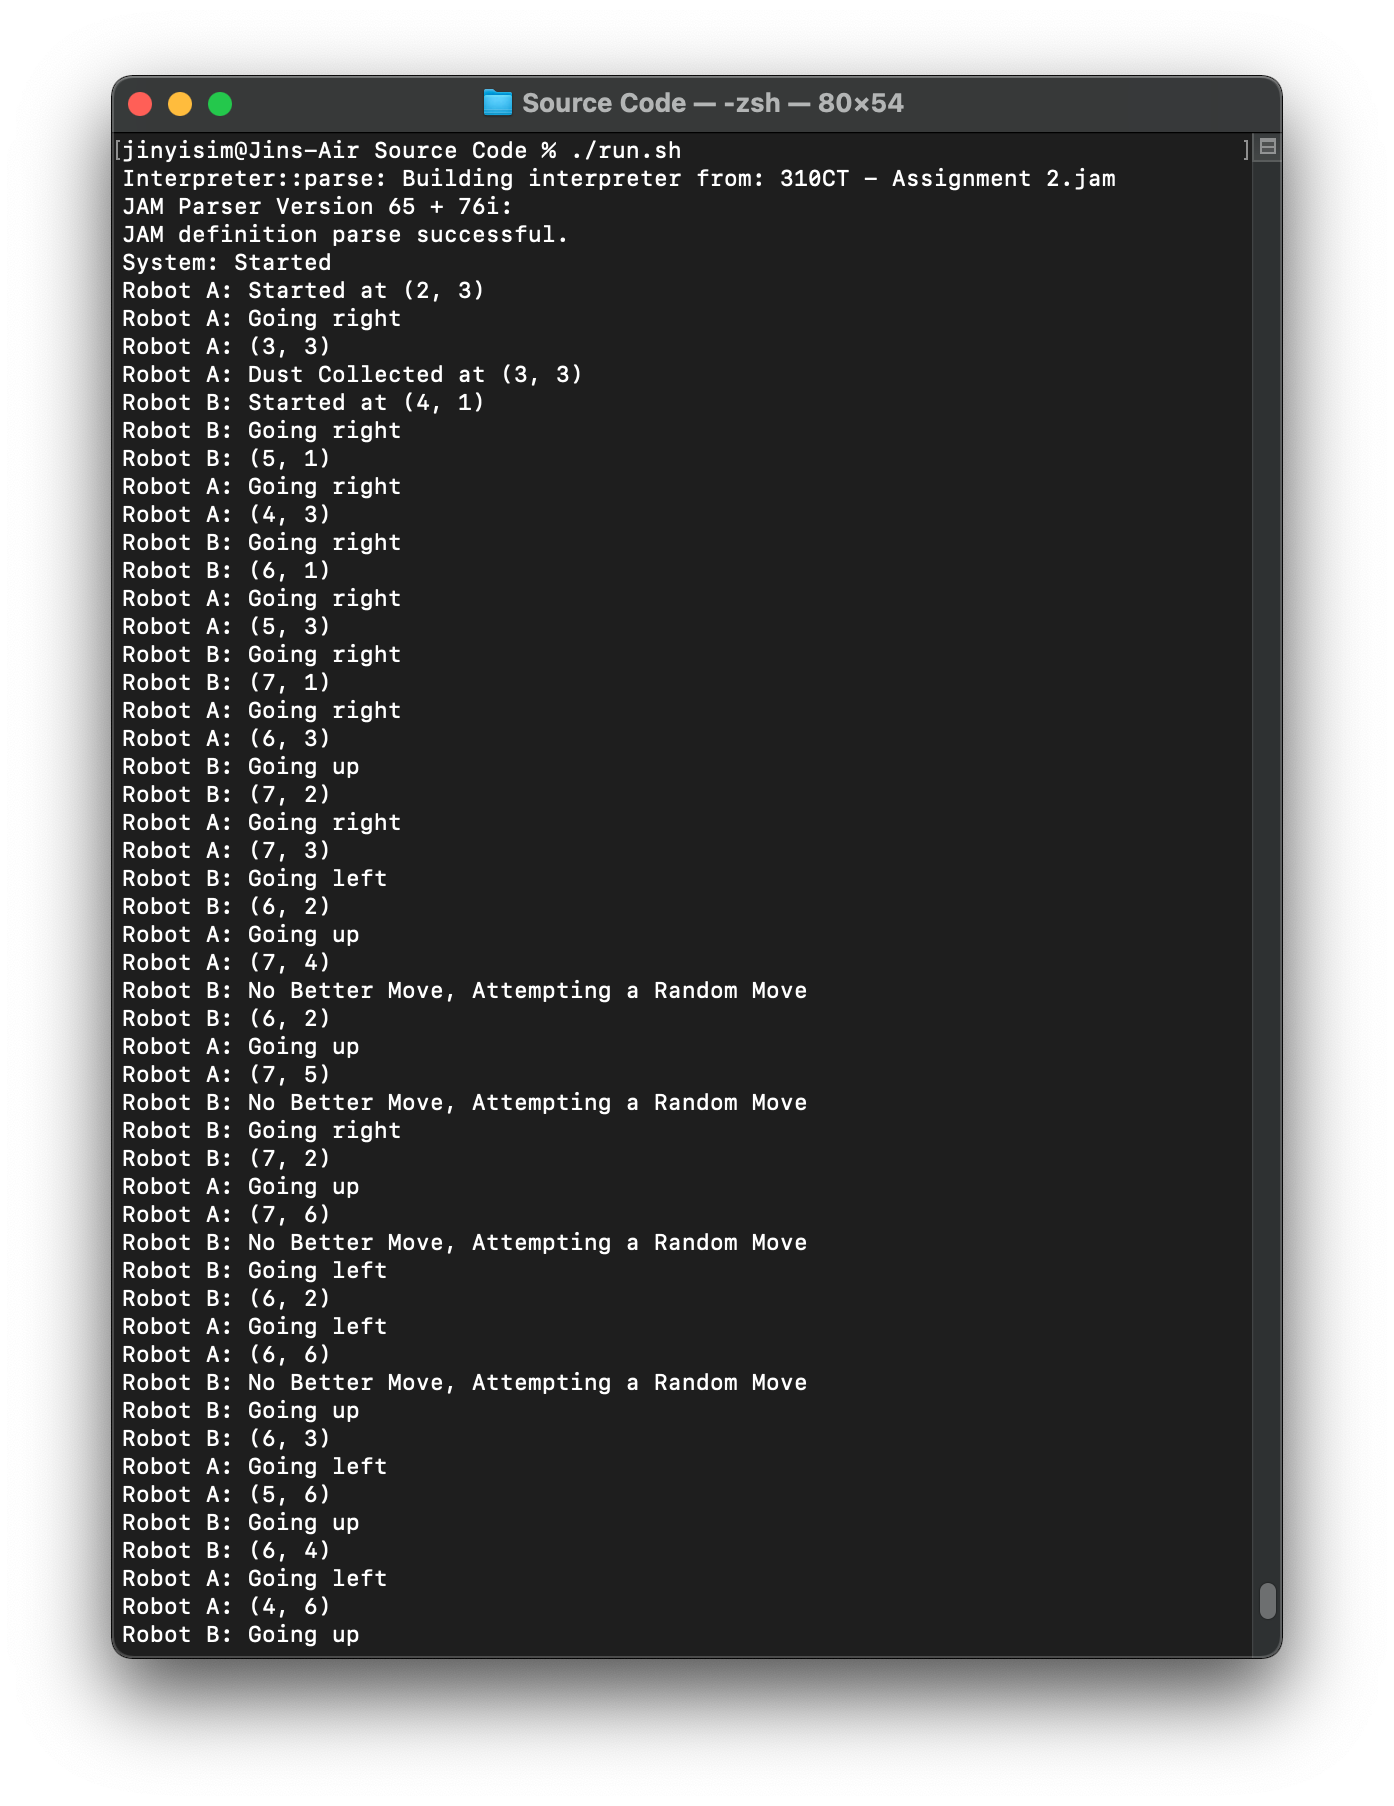 Source Code — -zsh — 80×54
jinyisim@Jins-Air Source Code % ./run.sh
Interpreter::parse: Building interpreter from: 310CT - Assignment 2.jam
JAM Parser Version 65 + 76i:
JAM definition parse successful.
System: Started
Robot A: Started at (2, 3)
Robot A: Going right
Robot A: (3, 3)
Robot A: Dust Collected at (3, 3)
Robot B: Started at (4, 1)
Robot B: Going right
Robot B: (5, 1)
Robot A: Going right
Robot A: (4, 3)
Robot B: Going right
Robot B: (6, 1)
Robot A: Going right
Robot A: (5, 3)
Robot B: Going right
Robot B: (7, 1)
Robot A: Going right
Robot A: (6, 3)
Robot B: Going up
Robot B: (7, 2)
Robot A: Going right
Robot A: (7, 3)
Robot B: Going left
Robot B: (6, 2)
Robot A: Going up
Robot A: (7, 4)
Robot B: No Better Move, Attempting a Random Move
Robot B: (6, 2)
Robot A: Going up
Robot A: (7, 5)
Robot B: No Better Move, Attempting a Random Move
Robot B: Going right
Robot B: (7, 2)
Robot A: Going up
Robot A: (7, 6)
Robot B: No Better Move, Attempting a Random Move
Robot B: Going left
Robot B: (6, 2)
Robot A: Going left
Robot A: (6, 6)
Robot B: No Better Move, Attempting a Random Move
Robot B: Going up
Robot B: (6, 3)
Robot A: Going left
Robot A: (5, 6)
Robot B: Going up
Robot B: (6, 4)
Robot A: Going left
Robot A: (4, 6)
Robot B: Going up